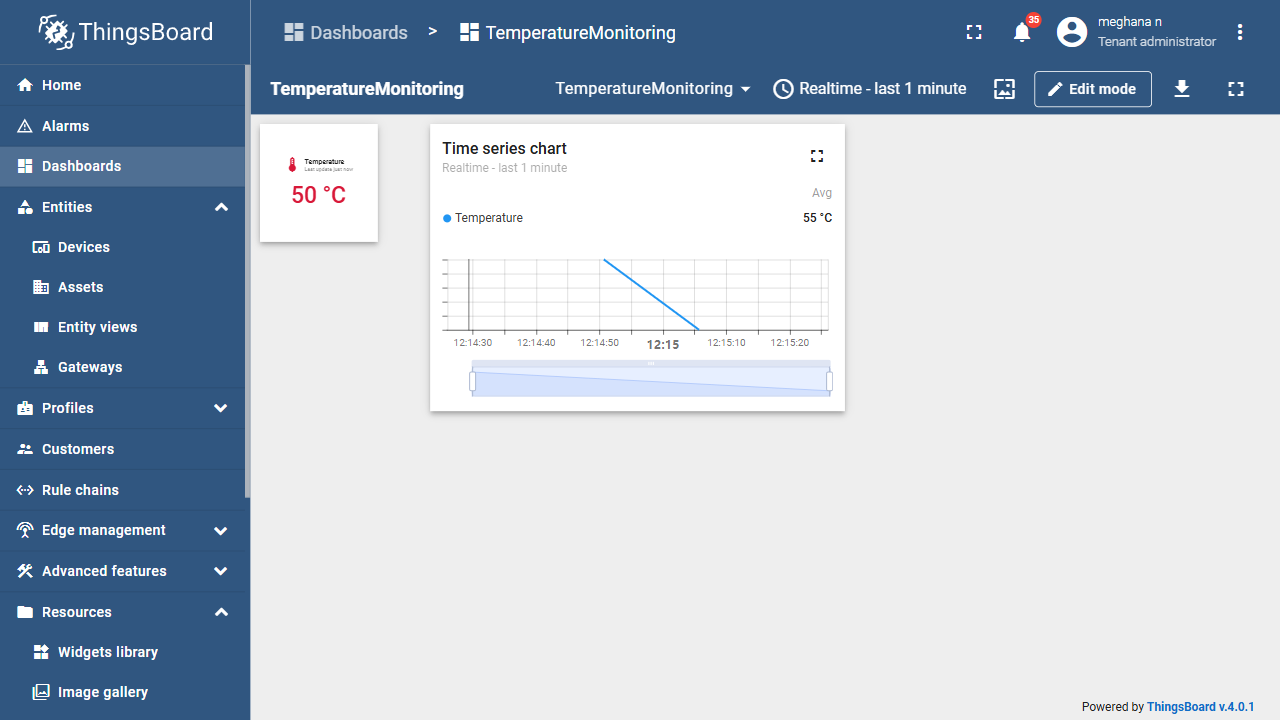 ThingsBoard
Dashboards > TemperatureMonitoring
35
meghana n
Tenant administrator
Home
Alarms
Dashboards
Entities
Devices
Assets
Entity views
Gateways
Profiles
Customers
Rule chains
Edge management
Advanced features
Resources
Widgets library
Image gallery
TemperatureMonitoring
TemperatureMonitoring
Realtime - last 1 minute
Edit mode
Temperature
Last update just now
50 °C
Time series chart
Realtime - last 1 minute
Avg
Temperature 55 °C
12:14:30 12:14:40 12:14:50 12:15 12:15:10 12:15:20
Powered by ThingsBoard v.4.0.1